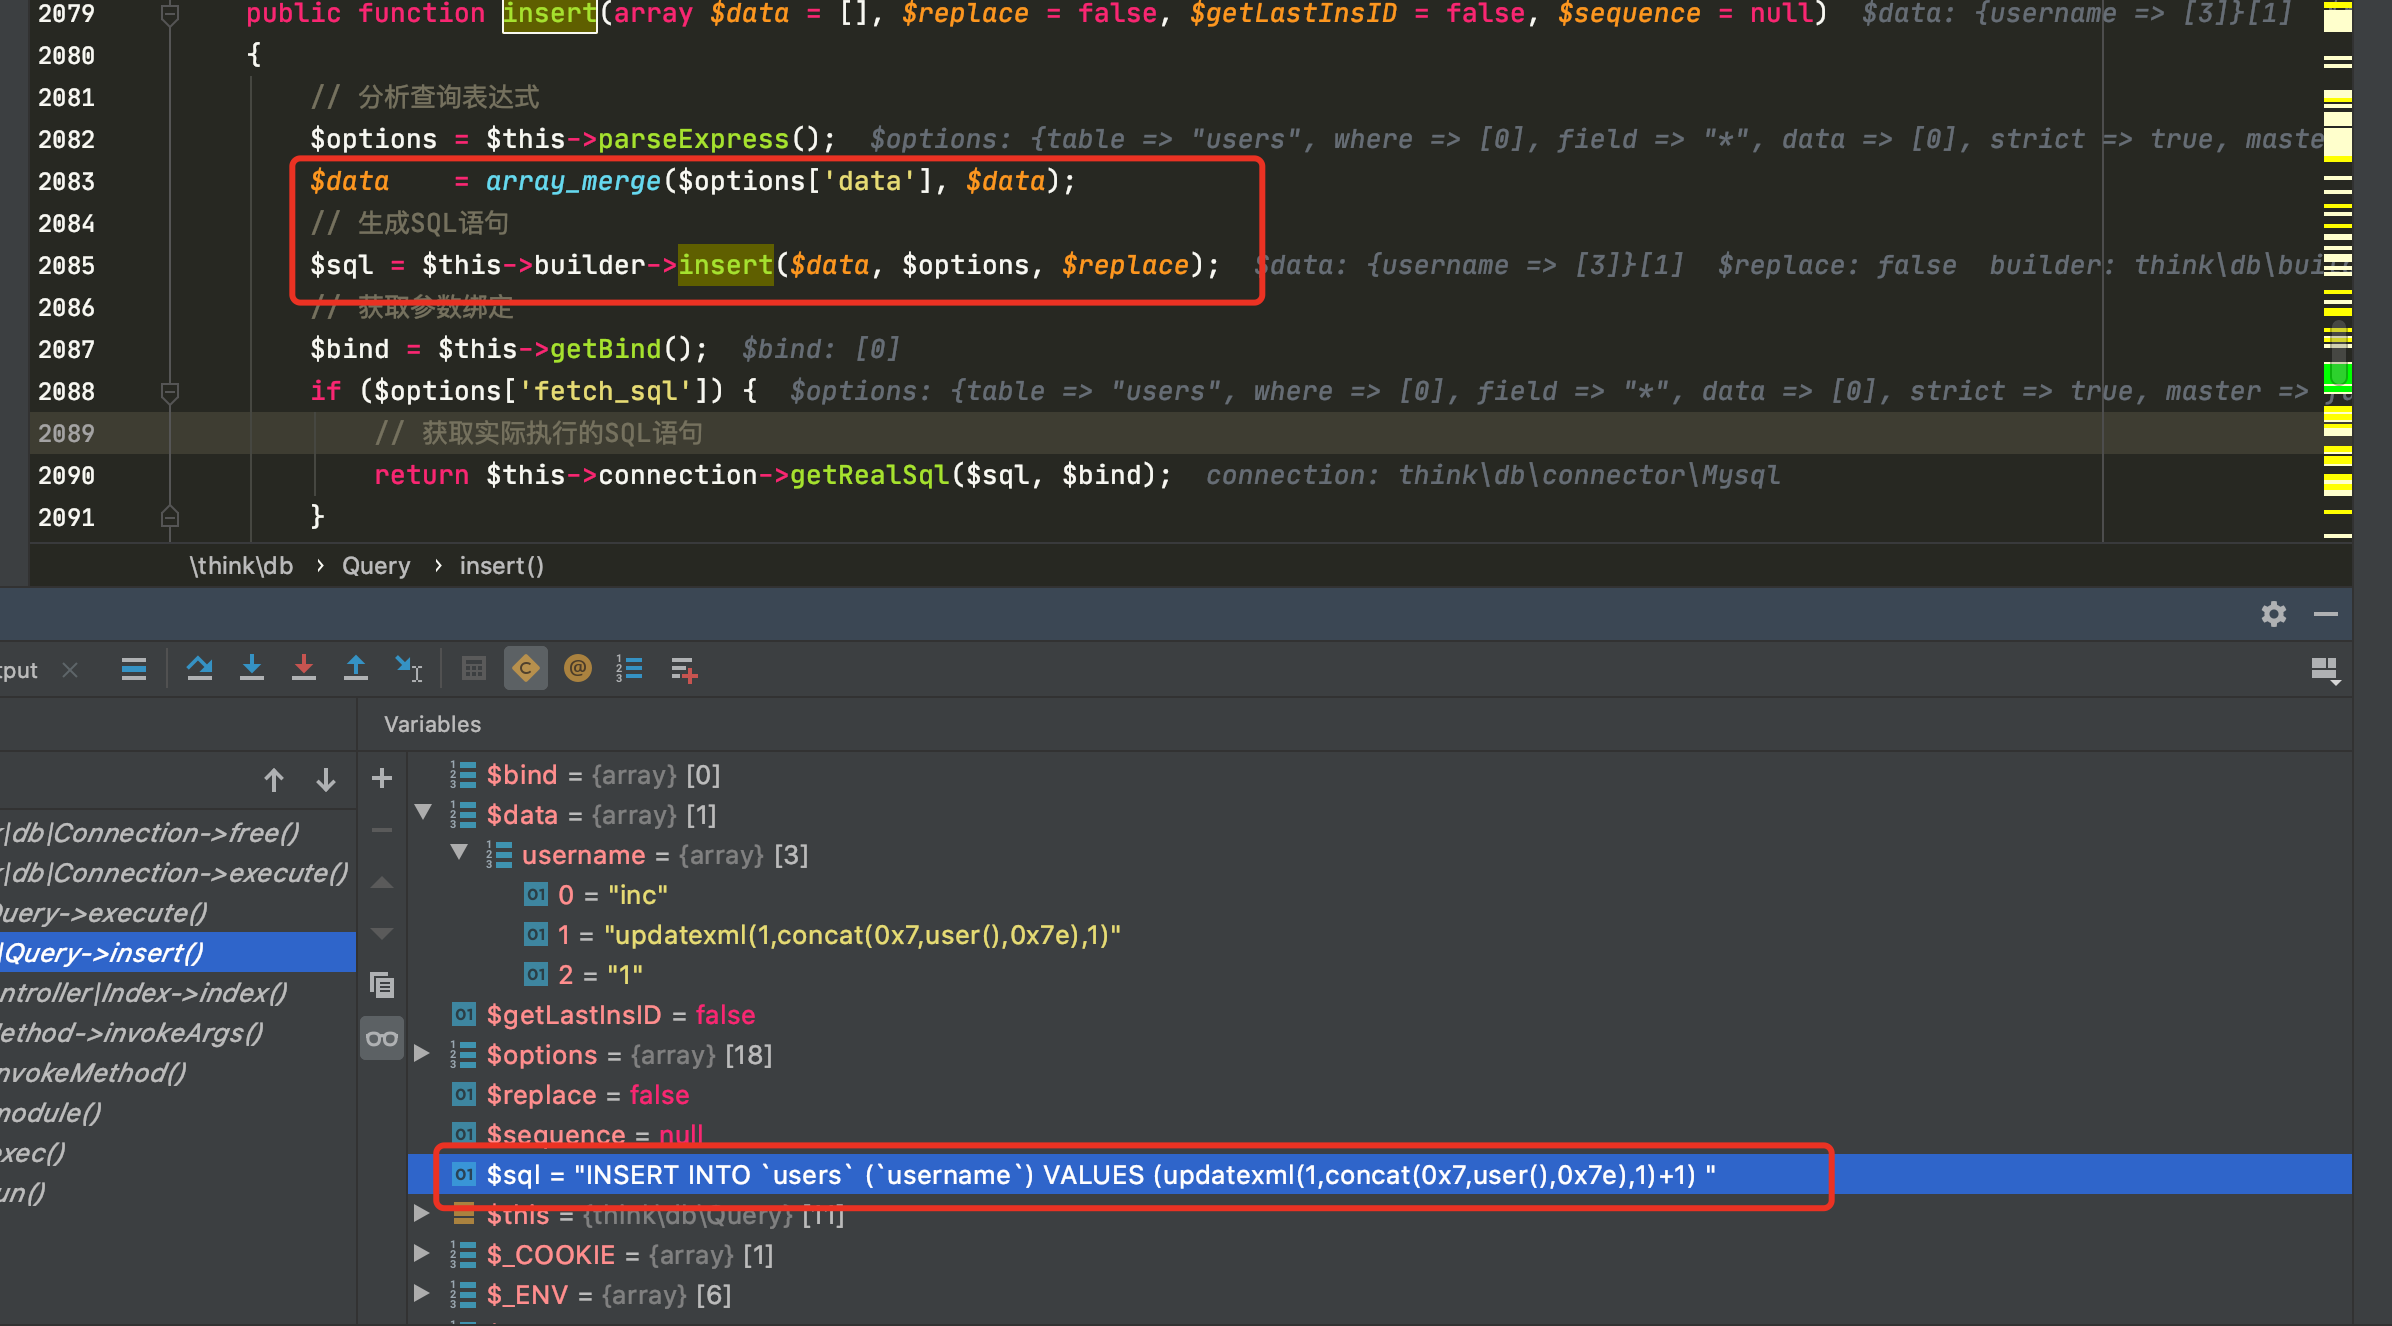 2079 public function insert(array $data = [], $replace = false, $getLastInsID = false, $sequence = null) $data: {username => [3]}[1]
2080 {
2081 // 分析查询表达式
2082 $options = $this->parseExpress(); $options: {table => "users", where => [0], field => "*", data => [0], strict => true, maste
2083 $data = array_merge($options['data'], $data);
2084 // 生成SQL语句
2085 $sql = $this->builder->insert($data, $options, $replace); $data: {username => [3]}[1] $replace: false builder: think\db\bui
2086 // 获取参数绑定
2087 $bind = $this->getBind(); $bind: [0]
2088 if ($options['fetch_sql']) { $options: {table => "users", where => [0], field => "*", data => [0], strict => true, master =>
2089 // 获取实际执行的SQL语句
2090 return $this->connection->getRealSql($sql, $bind); connection: think\db\connector\Mysql
2091 }
\think\db › Query › insert()
tput
Variables
|db|Connection->free()
|db|Connection->execute()
uery->execute()
|Query->insert()
ntroller|Index->index()
ethod->invokeArgs()
nvokeMethod()
module()
exec()
un()
$bind = {array} [0]
$data = {array} [1]
username = {array} [3]
0 = "inc"
1 = "updatexml(1,concat(0x7,user(),0x7e),1)"
2 = "1"
$getLastInsID = false
$options = {array} [18]
$replace = false
$sequence = null
$sql = "INSERT INTO `users` (`username`) VALUES (updatexml(1,concat(0x7,user(),0x7e),1)+1) "
$this = {think\db\Query} [11]
$_COOKIE = {array} [1]
$_ENV = {array} [6]